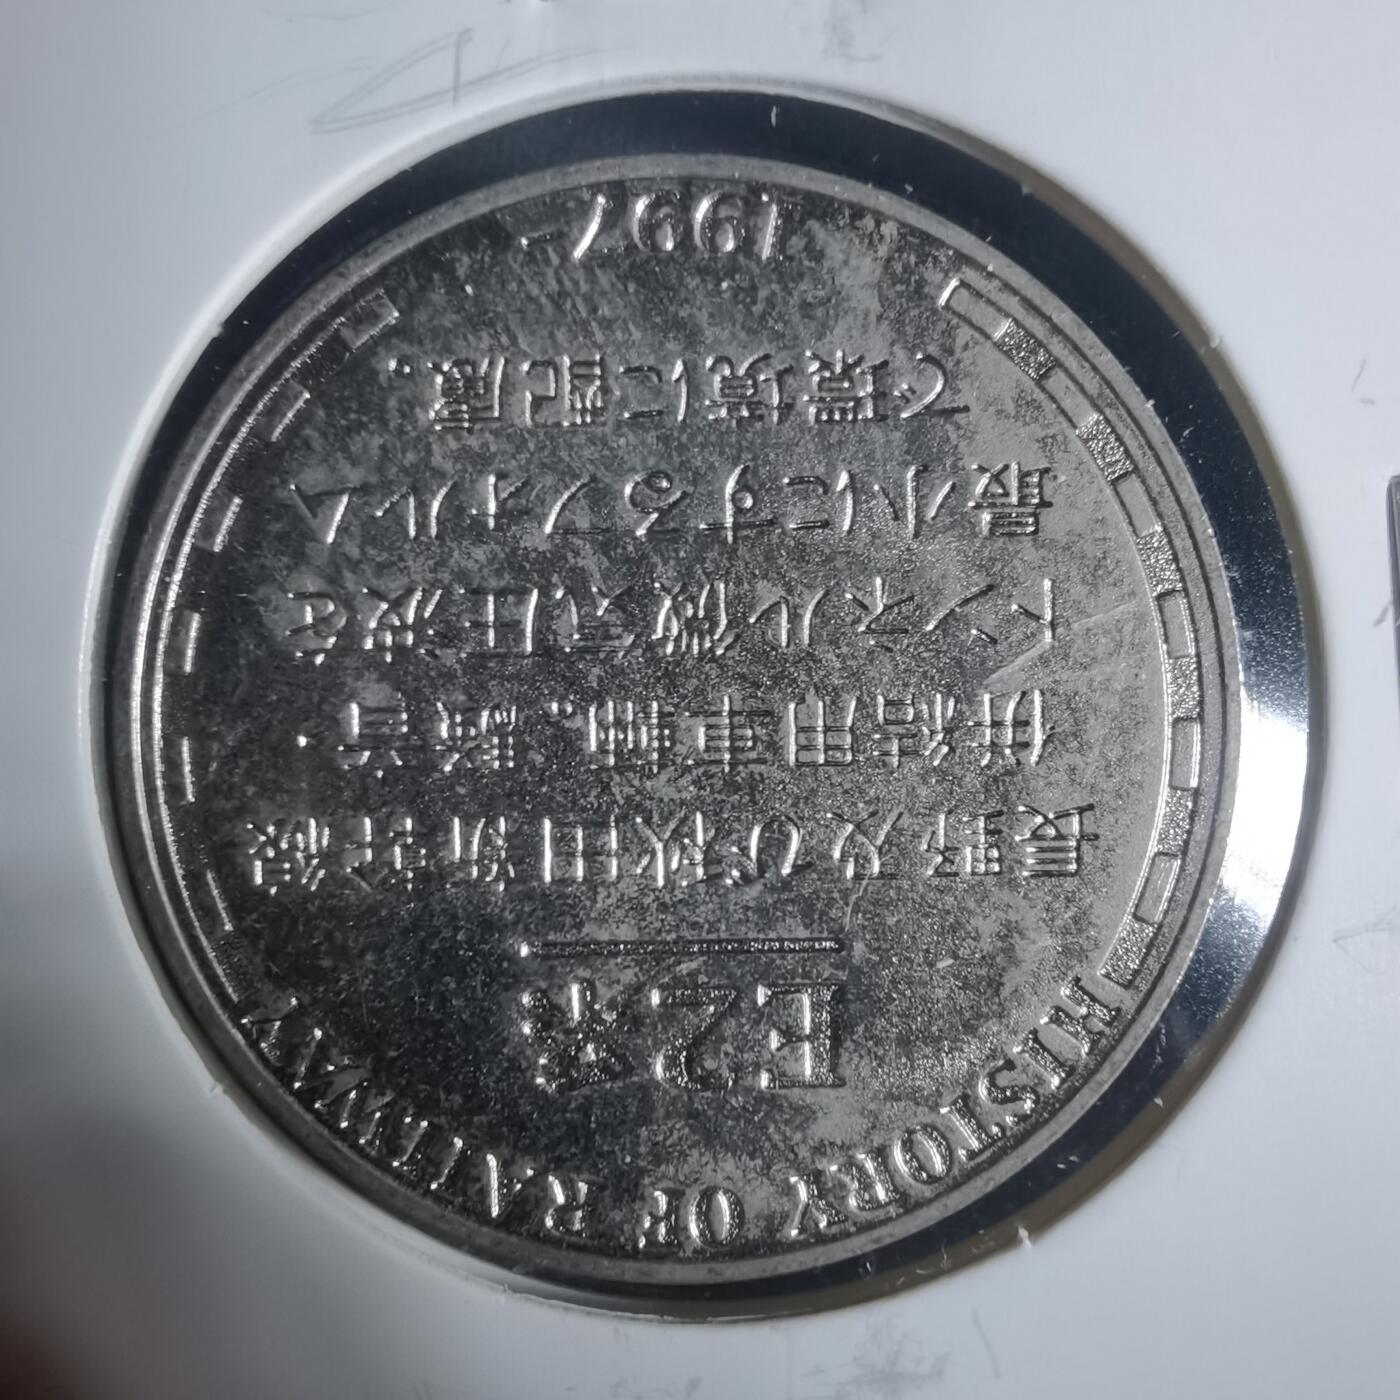 HISTORY OF RAILWAY
E2系
長野及び秋田新幹線
併結用車輌。騒音・
トンネル微気圧波を
最小にするフォルム
で環境に配慮。
1997